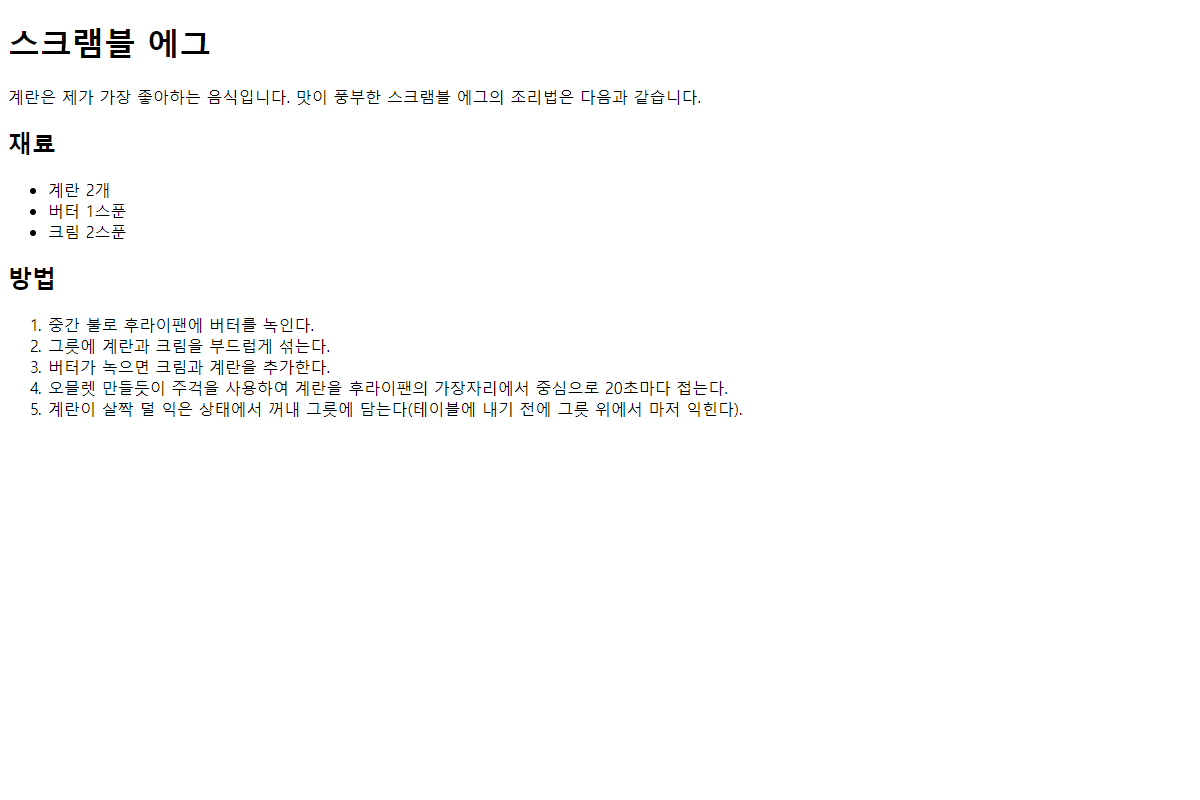 스크램블 에그
계란은 제가 가장 좋아하는 음식입니다. 맛이 풍부한 스크램블 에그의 조리법은 다음과 같습니다.
재료
• 계란 2개
• 버터 1스푼
• 크림 2스푼
방법
1. 중간 불로 후라이팬에 버터를 녹인다.
2. 그릇에 계란과 크림을 부드럽게 섞는다.
3. 버터가 녹으면 크림과 계란을 추가한다.
4. 오믈렛 만들듯이 주걱을 사용하여 계란을 후라이팬의 가장자리에서 중심으로 20초마다 접는다.
5. 계란이 살짝 덜 익은 상태에서 꺼내 그릇에 담는다(테이블에 내기 전에 그릇 위에서 마저 익힌다).